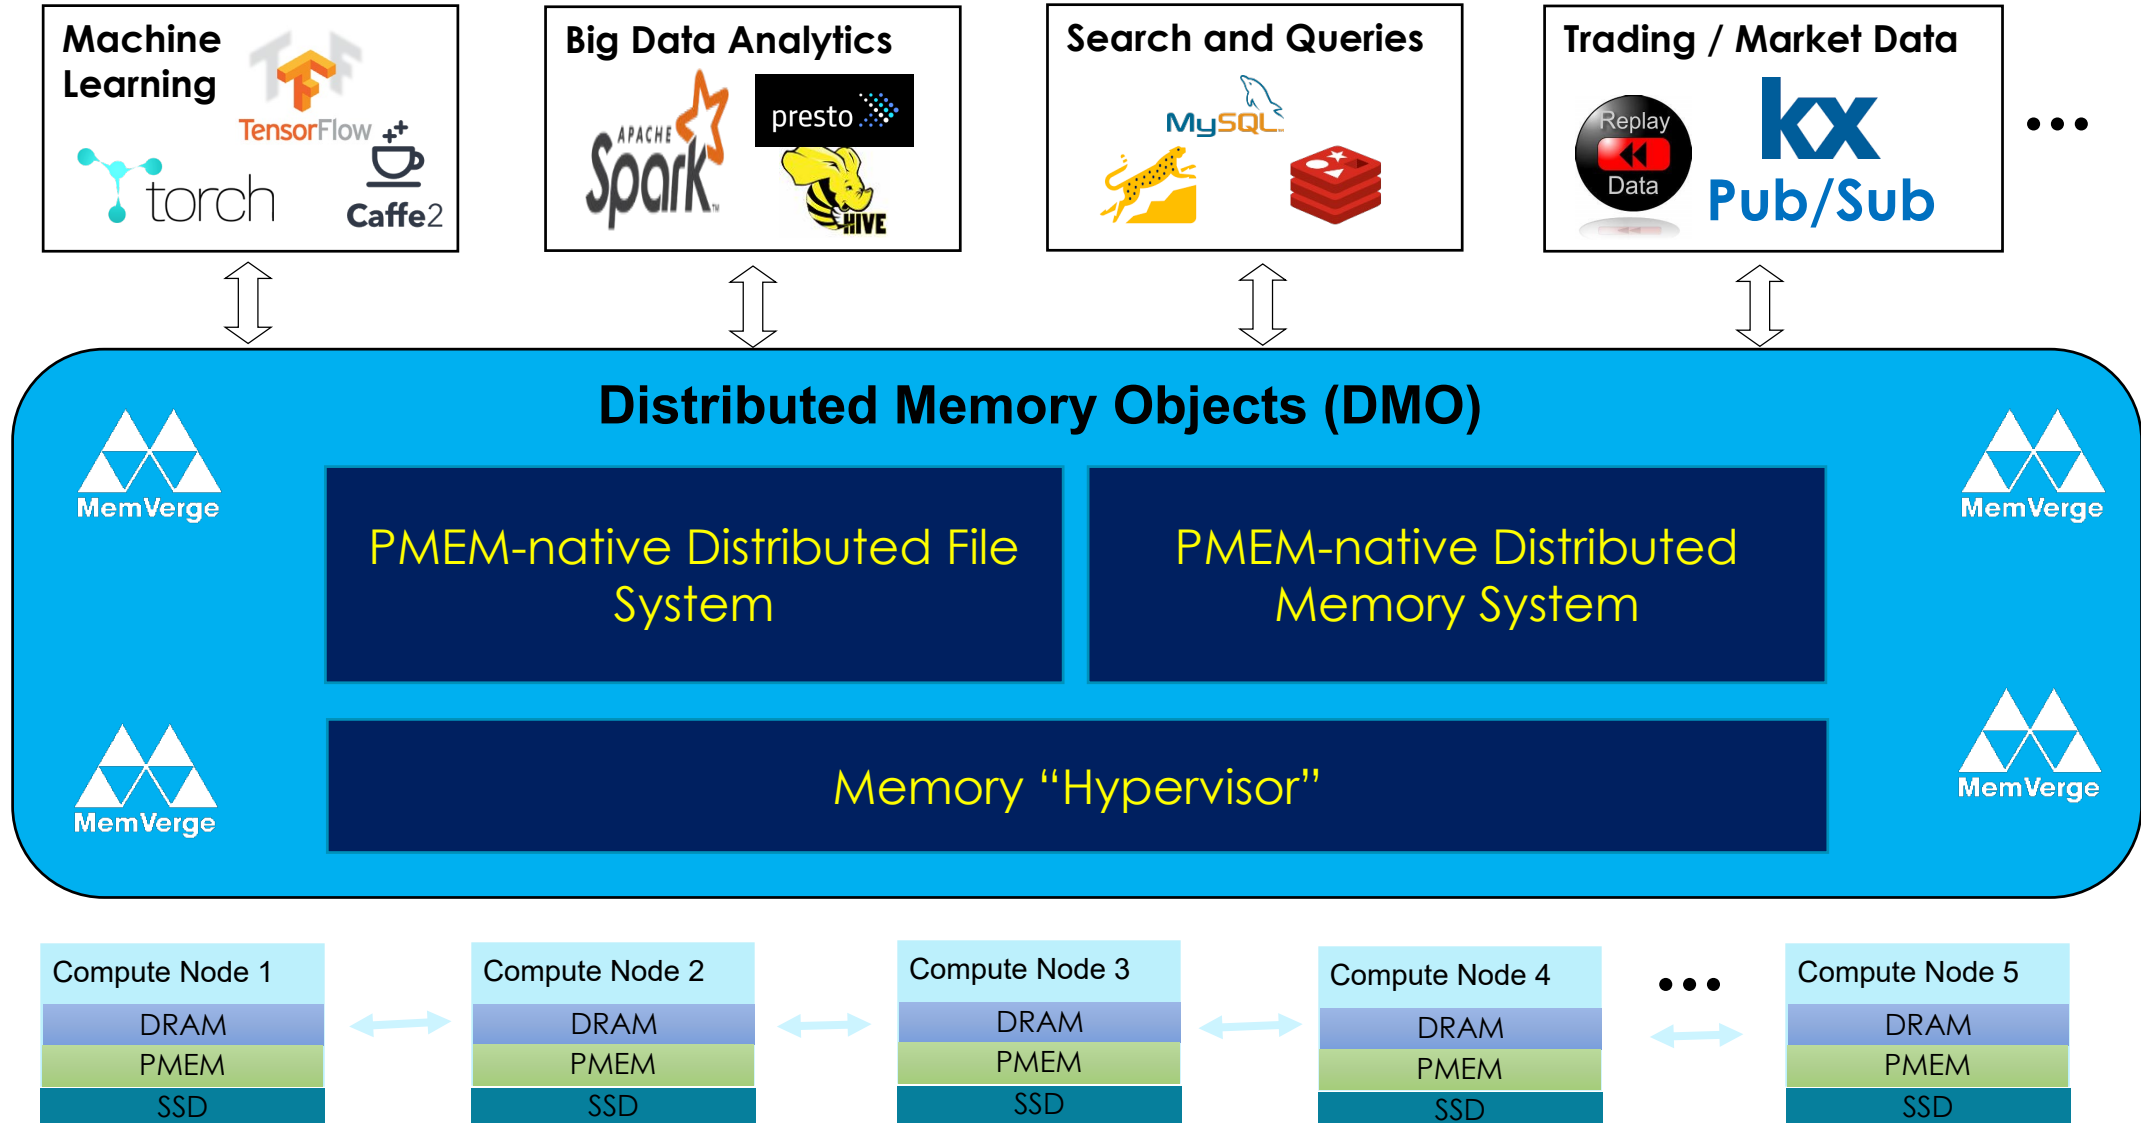 Machine
Learning
TensorFlow
torch
Caffe2
Big Data Analytics
APACHE
Spark
TM
presto
HIVE
Search and Queries
MySQL
Trading / Market Data
Replay
Data
kx
Pub/Sub
•••
Distributed Memory Objects (DMO)
MemVerge
MemVerge
PMEM-native Distributed File
System
PMEM-native Distributed
Memory System
Memory “Hypervisor”
MemVerge
MemVerge
Compute Node 1
DRAM
PMEM
SSD
Compute Node 2
DRAM
PMEM
SSD
Compute Node 3
DRAM
PMEM
SSD
Compute Node 4
DRAM
PMEM
SSD
•••
Compute Node 5
DRAM
PMEM
SSD